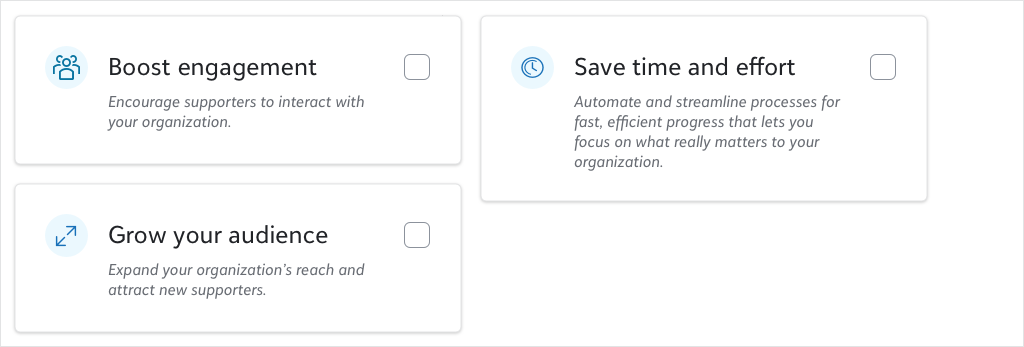 Boost engagement
Encourage supporters to interact with
your organization.
Save time and effort
Automate and streamline processes for
fast, efficient progress that lets you
focus on what really matters to your
organization.
Grow your audience
Expand your organization's reach and
attract new supporters.